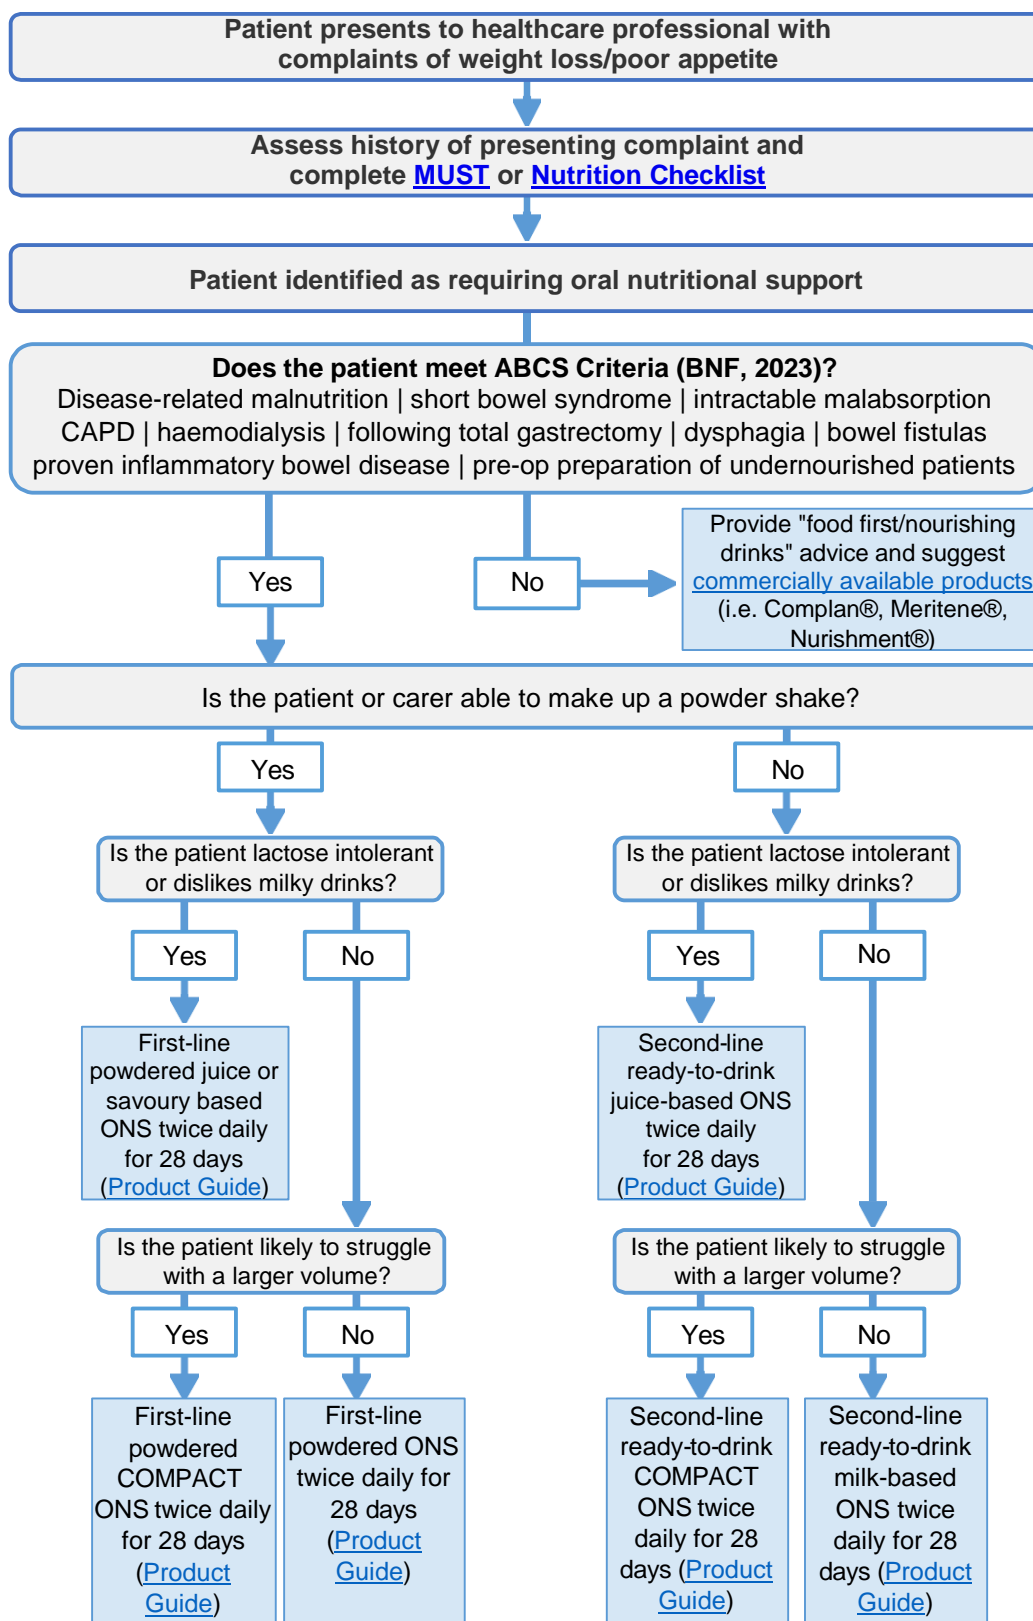 Patient presents to healthcare professional with
complaints of weight loss/poor appetite
Assess history of presenting complaint and
complete MUST or Nutrition Checklist
Patient identified as requiring oral nutritional support
Does the patient meet ABCS Criteria (BNF, 2023)?
Disease-related malnutrition | short bowel syndrome | intractable malabsorption
CAPD | haemodialysis | following total gastrectomy | dysphagia | bowel fistulas
proven inflammatory bowel disease | pre-op preparation of undernourished patients
Yes
No
Provide "food first/nourishing
drinks" advice and suggest
commercially available products
(i.e. Complan®, Meritene®,
Nurishment®)
Is the patient or carer able to make up a powder shake?
Yes
No
Is the patient lactose intolerant
or dislikes milky drinks?
Is the patient lactose intolerant
or dislikes milky drinks?
Yes
No
Yes
No
First-line
powdered juice or
savoury based
ONS twice daily
for 28 days
(Product Guide)
Second-line
ready-to-drink
juice-based ONS
twice daily
for 28 days
(Product Guide)
Is the patient likely to struggle
with a larger volume?
Is the patient likely to struggle
with a larger volume?
Yes
No
Yes
No
First-line
powdered
COMPACT
ONS twice daily
for 28 days
(Product
Guide)
First-line
powdered ONS
twice daily for
28 days
(Product
Guide)
Second-line
ready-to-drink
COMPACT
ONS twice
daily for 28
days (Product
Guide)
Second-line
ready-to-drink
milk-based
ONS twice
daily for 28
days (Product
Guide)